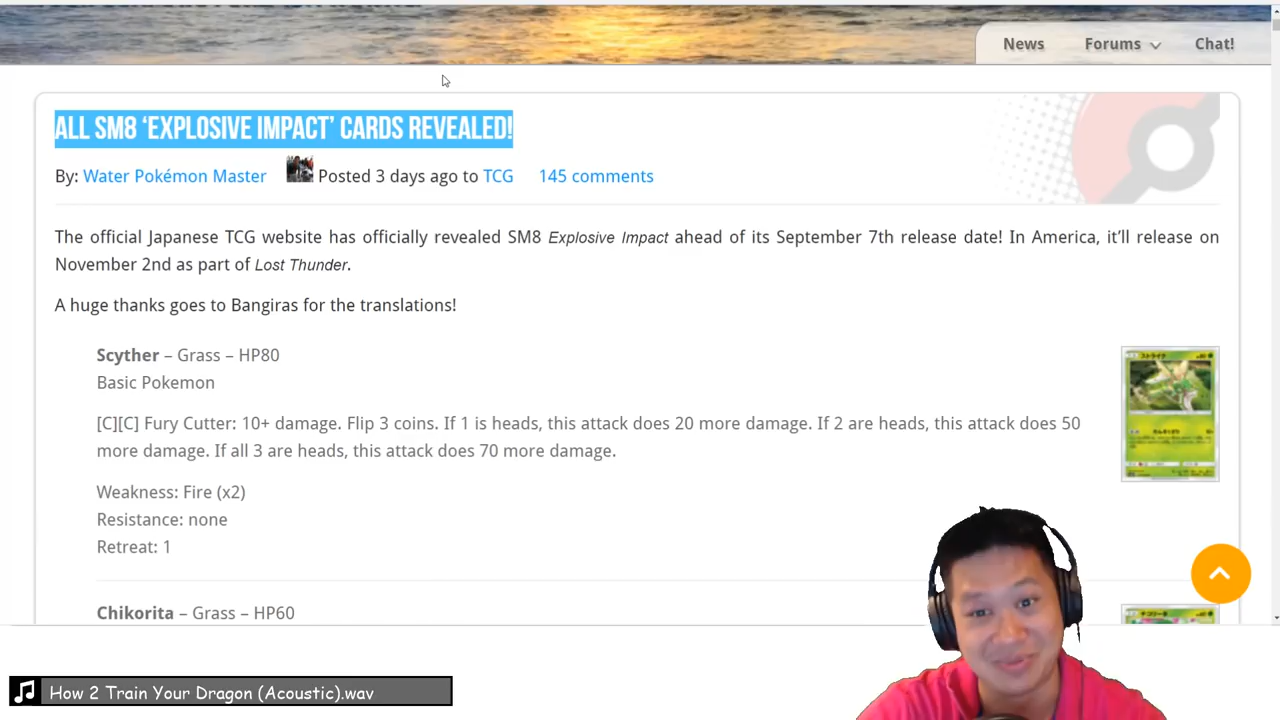 News Forums Chat!
ALL SM8 ‘EXPLOSIVE IMPACT’ CARDS REVEALED!
By: Water Pokémon Master Posted 3 days ago to TCG 145 comments
The official Japanese TCG website has officially revealed SM8 Explosive Impact ahead of its September 7th release date! In America, it’ll release on
November 2nd as part of Lost Thunder.
A huge thanks goes to Bangiras for the translations!
Scyther – Grass – HP80
Basic Pokemon
[C][C] Fury Cutter: 10+ damage. Flip 3 coins. If 1 is heads, this attack does 20 more damage. If 2 are heads, this attack does 50
more damage. If all 3 are heads, this attack does 70 more damage.
Weakness: Fire (x2)
Resistance: none
Retreat: 1
Chikorita – Grass – HP60
How 2 Train Your Dragon (Acoustic).wav